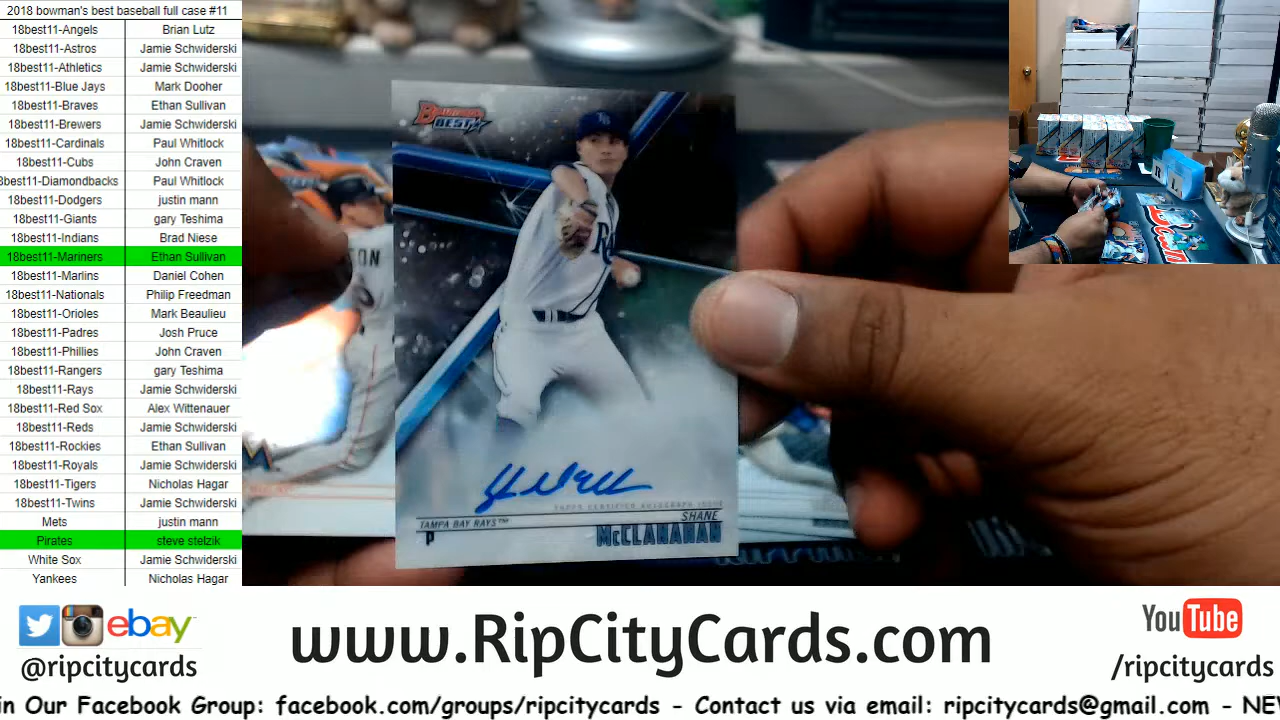 2018 bowman's best baseball full case #11
18best11-Angels Brian Lutz
18best11-Astros Jamie Schwiderski
18best11-Athletics Jamie Schwiderski
18best11-Blue Jays Mark Dooher
18best11-Braves Ethan Sullivan
18best11-Brewers Jamie Schwiderski
18best11-Cardinals Paul Whitlock
18best11-Cubs John Craven
8best11-Diamondbacks Paul Whitlock
18best11-Dodgers justin mann
18best11-Giants gary Teshima
18best11-Indians Brad Niese
18best11-Mariners Ethan Sullivan
18best11-Marlins Daniel Cohen
18best11-Nationals Philip Freedman
18best11-Orioles Mark Beaulieu
18best11-Padres Josh Pruce
18best11-Phillies John Craven
18best11-Rangers gary Teshima
18best11-Rays Jamie Schwiderski
18best11-Red Sox Alex Wittenauer
18best11-Reds Jamie Schwiderski
18best11-Rockies Ethan Sullivan
18best11-Royals Jamie Schwiderski
18best11-Tigers Nicholas Hagar
18best11-Twins Jamie Schwiderski
Mets justin mann
Pirates steve stelzik
White Sox Jamie Schwiderski
Yankees Nicholas Hagar
BOWMAN'S
BEST
TB
TOPPS CERTIFIED AUTOGRAPH ISSUE
TAMPA BAY RAYS™ SHANE
P McCLANAHAN
ebay
@ripcitycards
www.RipCityCards.com
YouTube
/ripcitycards
in Our Facebook Group: facebook.com/groups/ripcitycards - Contact us via email: ripcitycards@gmail.com - NE